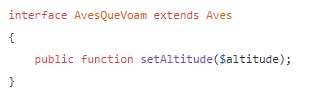 interface AvesQueVoam extends Aves
{
    public function setAltitude($altitude);
}